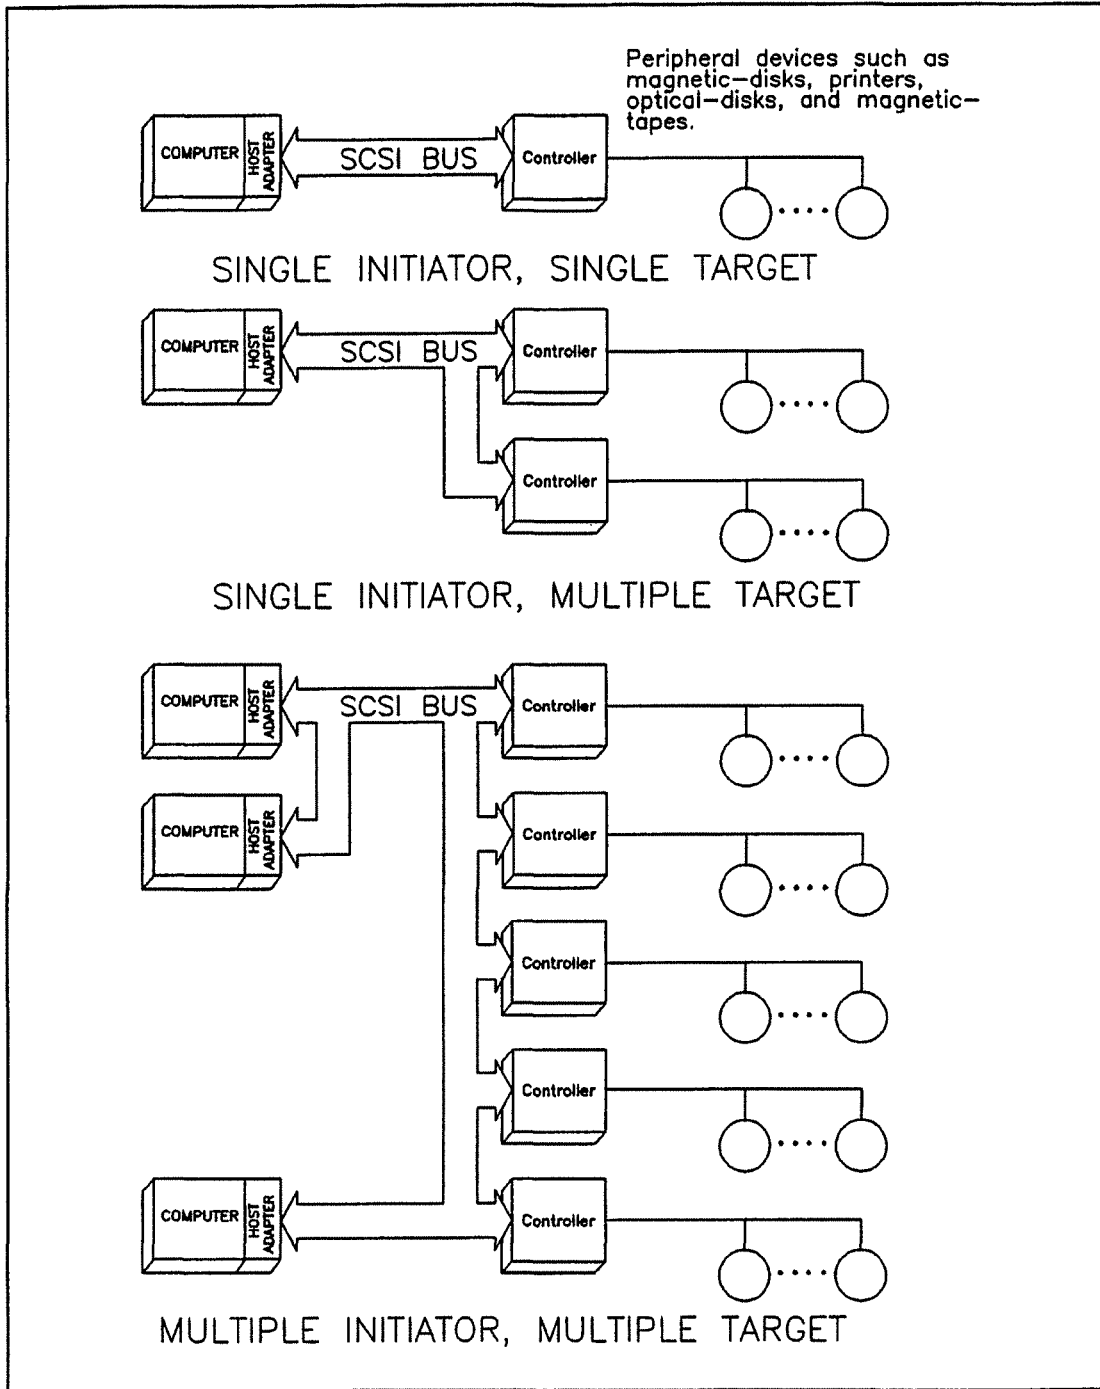 Peripheral devices such as
magnetic-disks, printers,
optical-disks, and magnetic-
tapes.
COMPUTER
HOST
ADAPTER
SCSI BUS
Controller
SINGLE INITIATOR, SINGLE TARGET
COMPUTER
HOST
ADAPTER
SCSI BUS
Controller
Controller
SINGLE INITIATOR, MULTIPLE TARGET
COMPUTER
HOST
ADAPTER
SCSI BUS
Controller
COMPUTER
HOST
ADAPTER
Controller
Controller
Controller
COMPUTER
HOST
ADAPTER
Controller
MULTIPLE INITIATOR, MULTIPLE TARGET